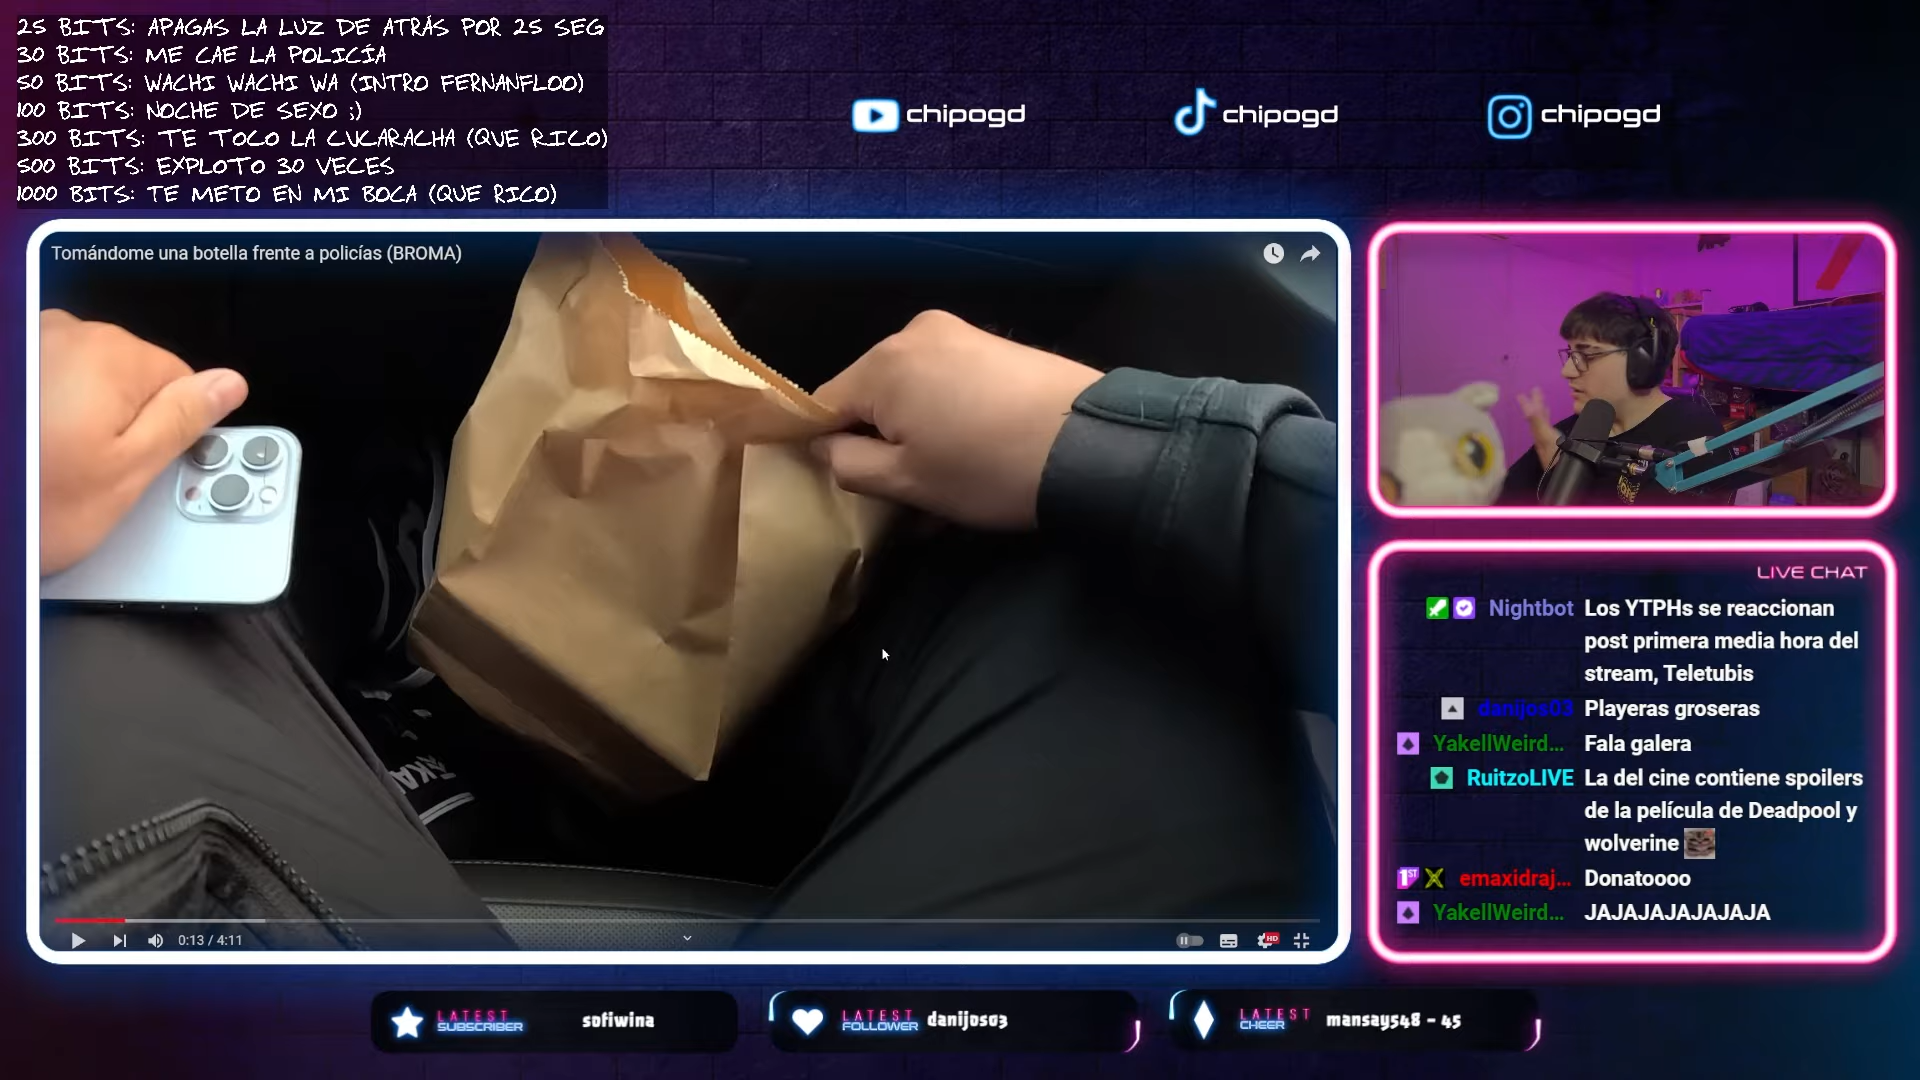 25 BITS: APAGAS LA LUZ DE ATRÁS POR 25 SEG
30 BITS: ME CAE LA POLICÍA
50 BITS: WACHI WACHI WA (INTRO FERNANFLOO)
100 BITS: NOCHE DE SEXO ;)
300 BITS: TE TOCO LA CUCARACHA (QUE RICO)
500 BITS: EXPLOTO 30 VECES
1000 BITS: TE METO EN MI BOCA (QUE RICO)
chipogd
chipogd
chipogd
Tomándome una botella frente a policías (BROMA)
0:13 / 4:11
HD
LIVE CHAT
Nightbot Los YTPHs se reaccionan
post primera media hora del
stream, Teletubis
danijos03 Playeras groseras
YakellWeird... Fala galera
RuitzoLIVE La del cine contiene spoilers
de la película de Deadpool y
wolverine
1ST emaxidraj... Donatoooo
YakellWeird... JAJAJAJAJAJAJA
LATEST
SUBSCRIBER
sofiwina
LATEST
FOLLOWER
danijos03
LATEST
CHEER
mansay548 - 45